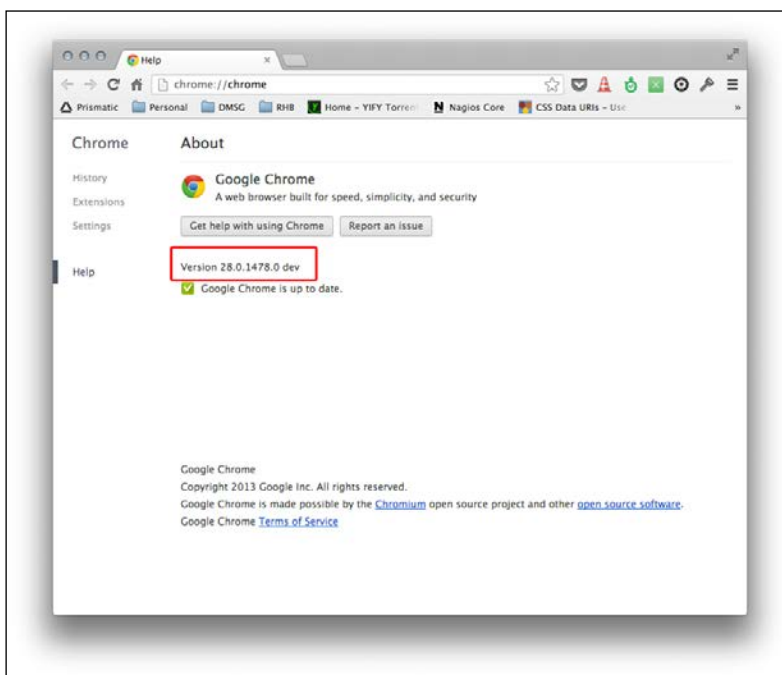 Help
chrome://chrome
Prismatic Personal DMSG RHB Home – YIFY Torren Nagios Core CSS Data URIs – Use »
Chrome About
History
Extensions
Settings
Help
Google Chrome
A web browser built for speed, simplicity, and security
Get help with using Chrome Report an issue
Version 28.0.1478.0 dev
Google Chrome is up to date.
Google Chrome
Copyright 2013 Google Inc. All rights reserved.
Google Chrome is made possible by the Chromium open source project and other open source software.
Google Chrome Terms of Service